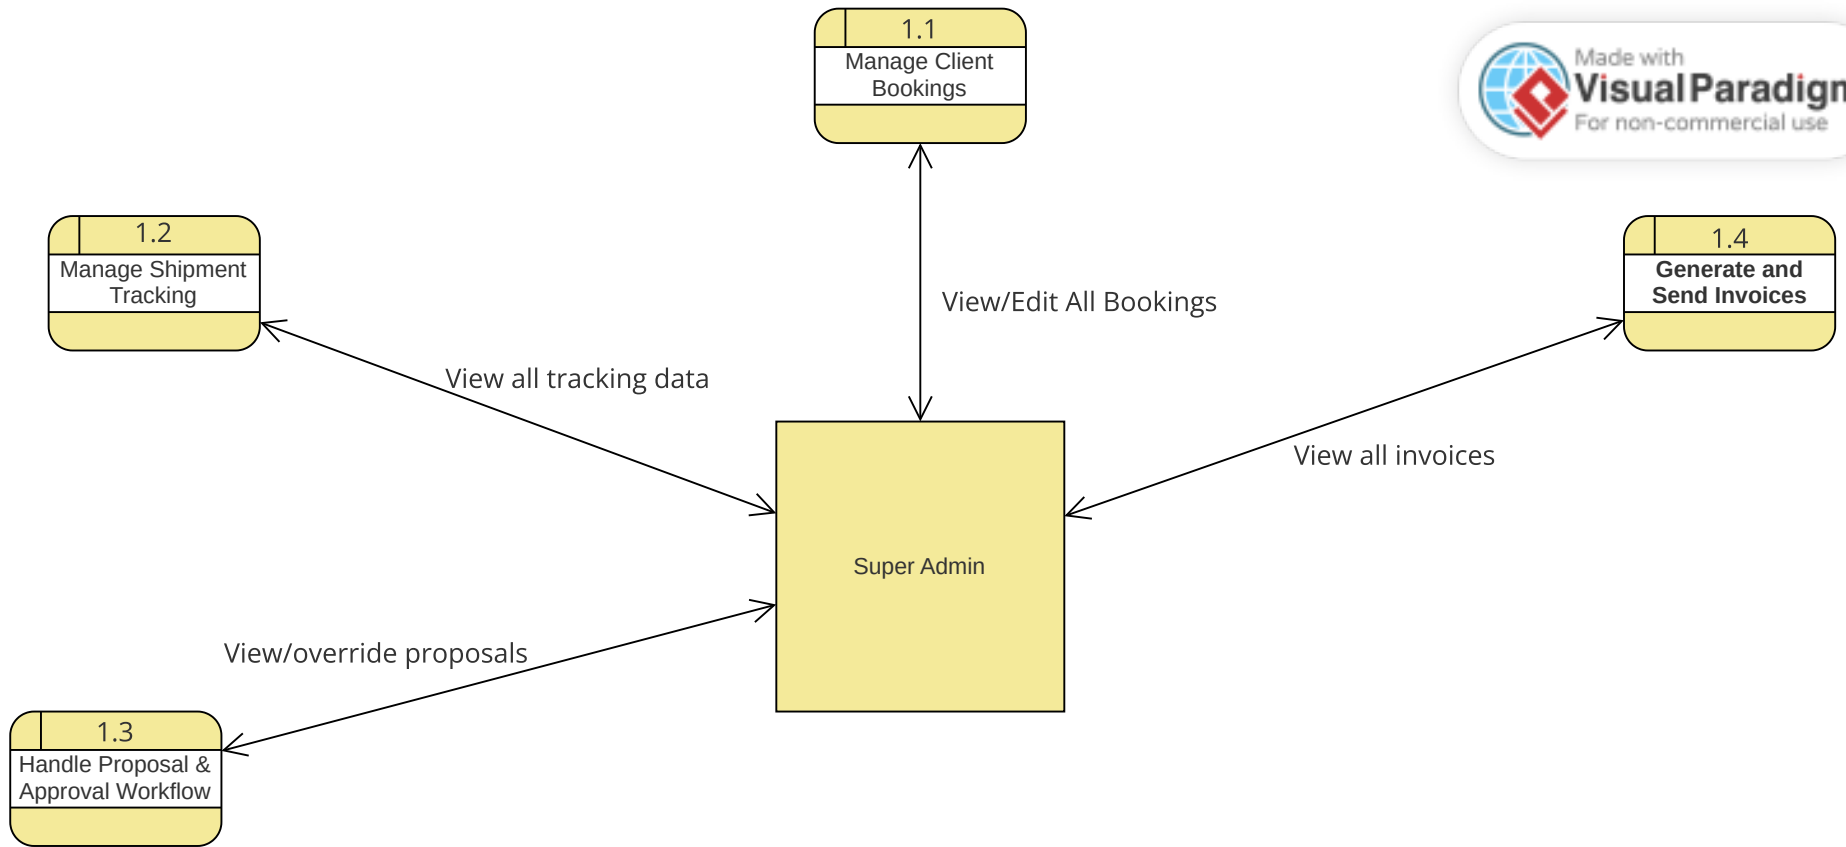 1.1
Manage Client
Bookings
Made with
Visual Paradigm
For non-commercial use
1.2
Manage Shipment
Tracking
1.4
Generate and
Send Invoices
View/Edit All Bookings
View all tracking data
View all invoices
Super Admin
View/override proposals
1.3
Handle Proposal &
Approval Workflow